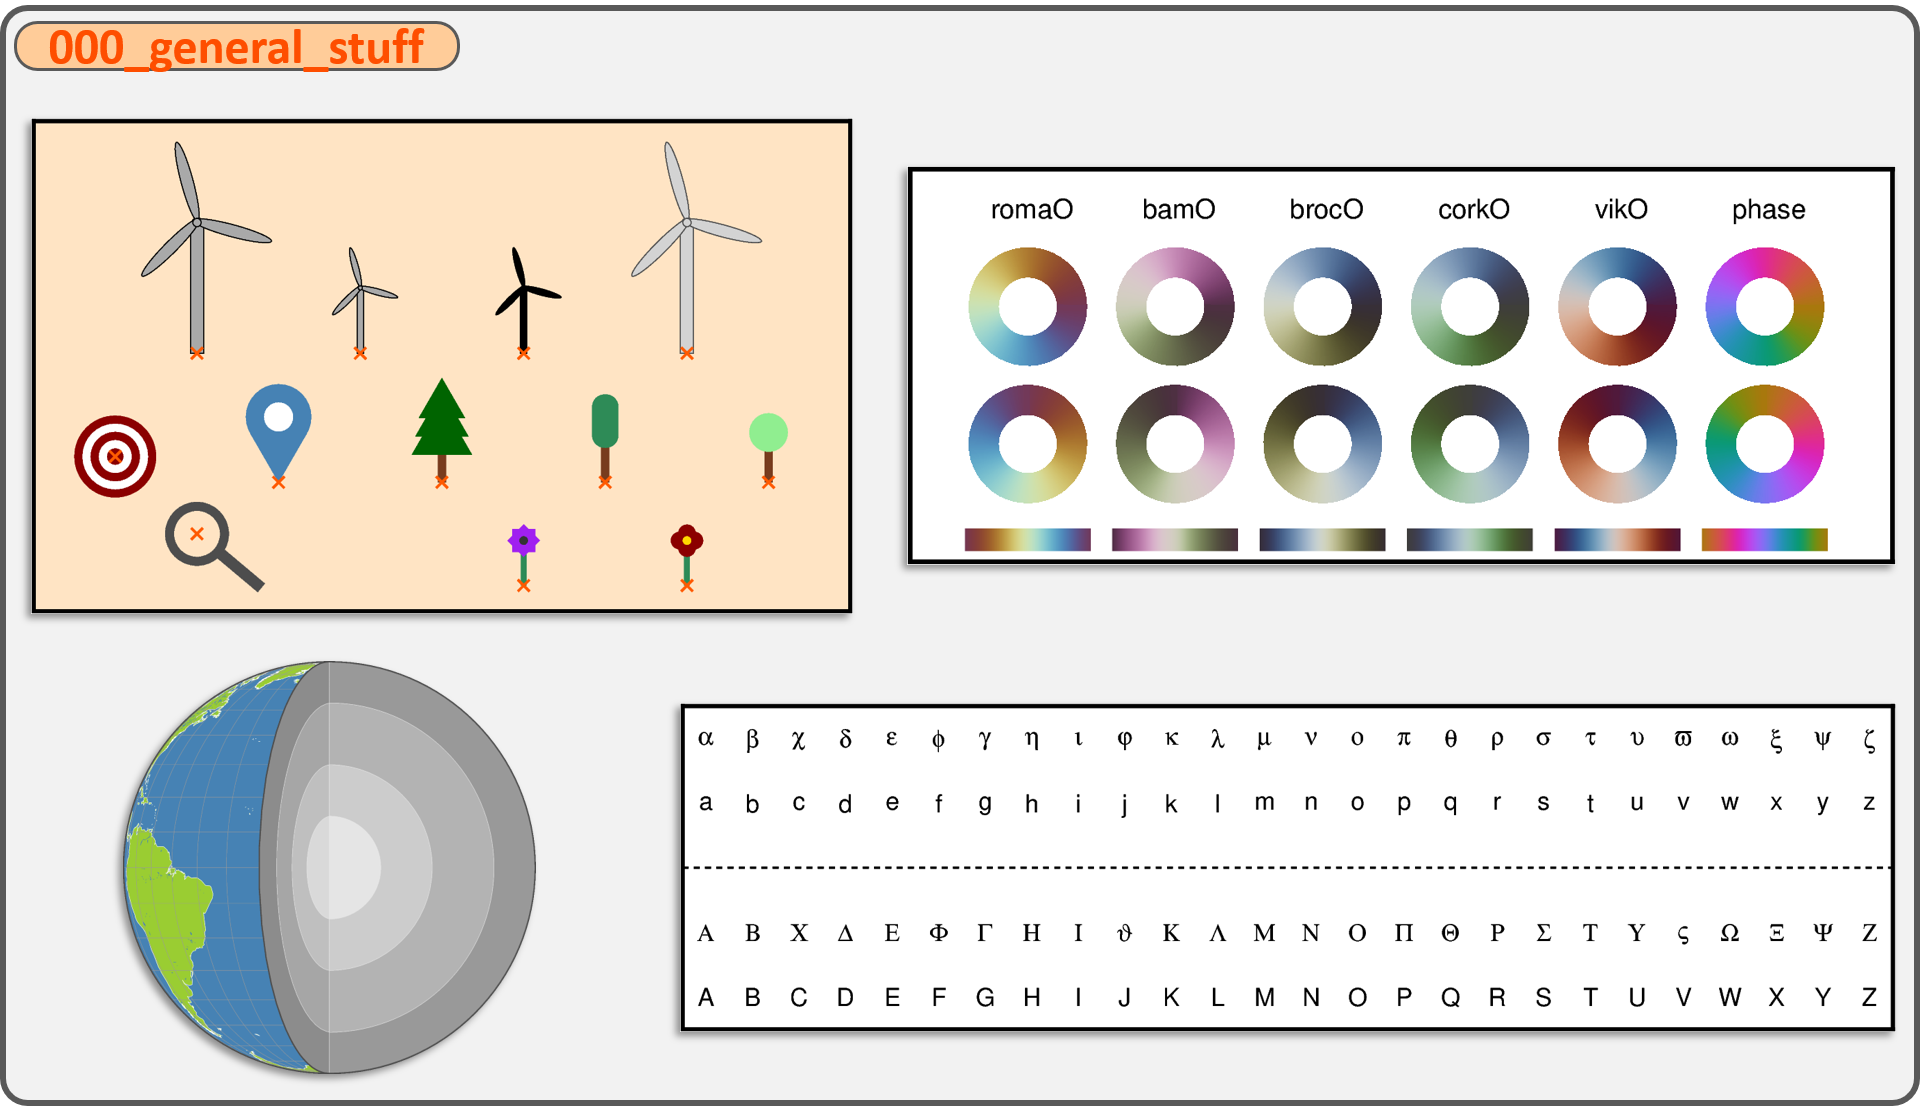 000_general_stuff
romaO bamO brocO corkO vikO phase
α β χ δ ε ϕ γ η ι φ κ λ μ ν ο π θ ρ σ τ υ ϖ ω ξ ψ ζ
a b c d e f g h i j k l m n o p q r s t u v w x y z
Α Β Χ Δ Ε Φ Γ Η Ι ϑ Κ Λ Μ Ν Ο Π Θ Ρ Σ Τ Υ ς Ω Ξ Ψ Ζ
A B C D E F G H I J K L M N O P Q R S T U V W X Y Z